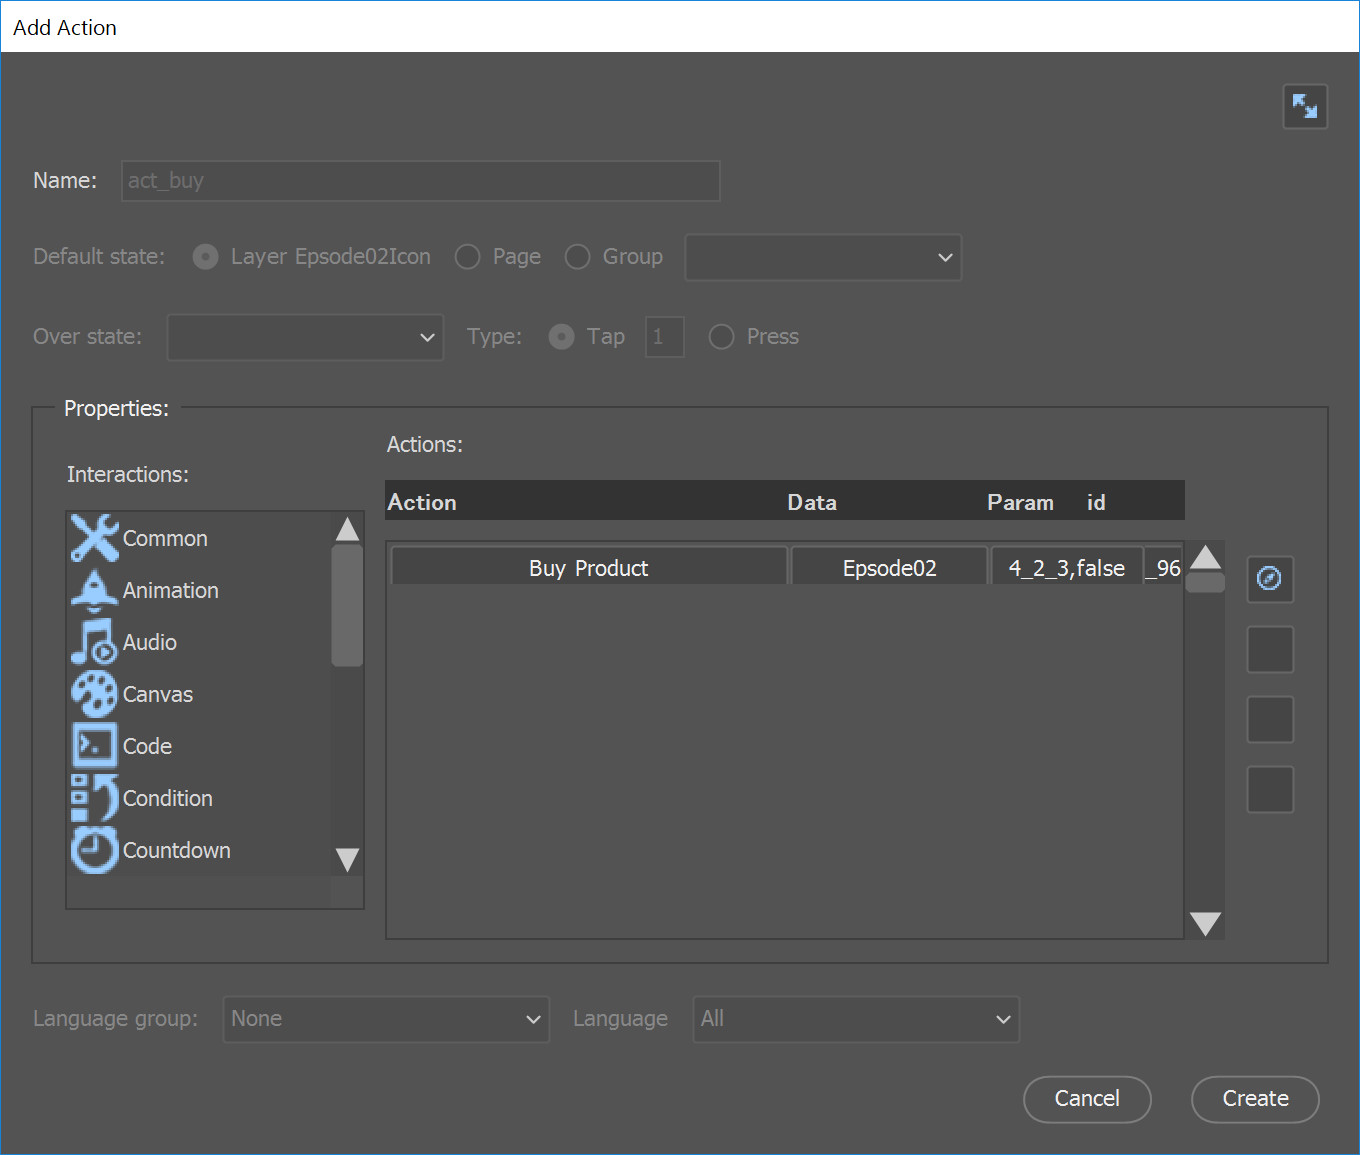 Add Action
Name: act_buy
Default state: Layer Epsode02Icon Page Group
Over state: Type: Tap 1 Press
Properties:
Actions:
Interactions:
Action Data Param id
Buy Product Epsode02 4_2_3,false _96
Common
Animation
Audio
Canvas
Code
Condition
Countdown
Language group: None Language All
Cancel Create